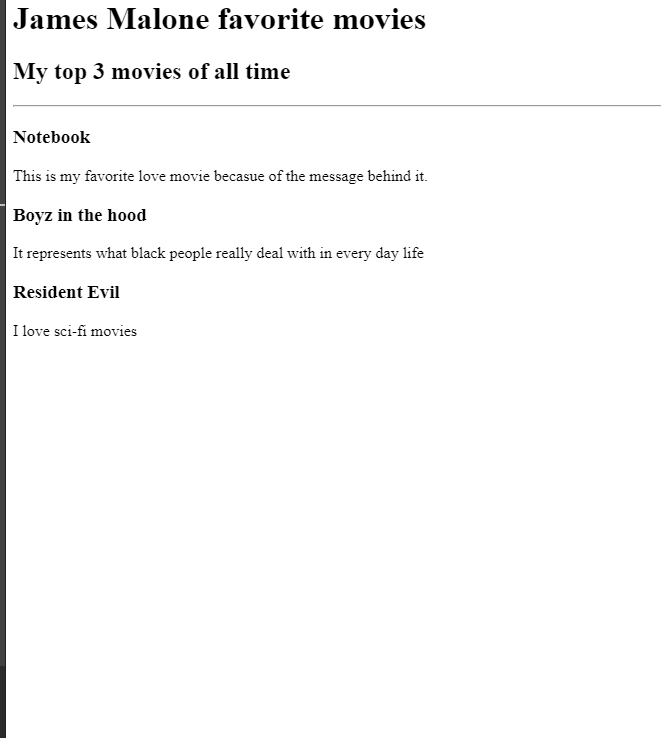 James Malone favorite movies
My top 3 movies of all time
Notebook
This is my favorite love movie becasue of the message behind it.
Boyz in the hood
It represents what black people really deal with in every day life
Resident Evil
I love sci-fi movies